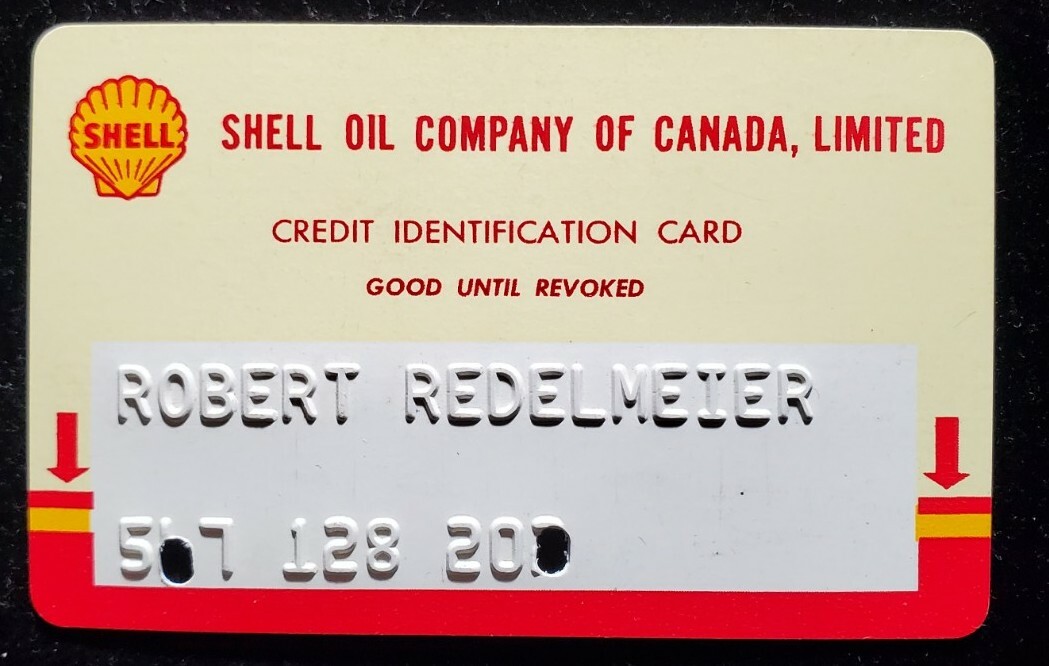 SHELL
SHELL OIL COMPANY OF CANADA, LIMITED
CREDIT IDENTIFICATION CARD
GOOD UNTIL REVOKED
ROBERT REDELMEIER
128